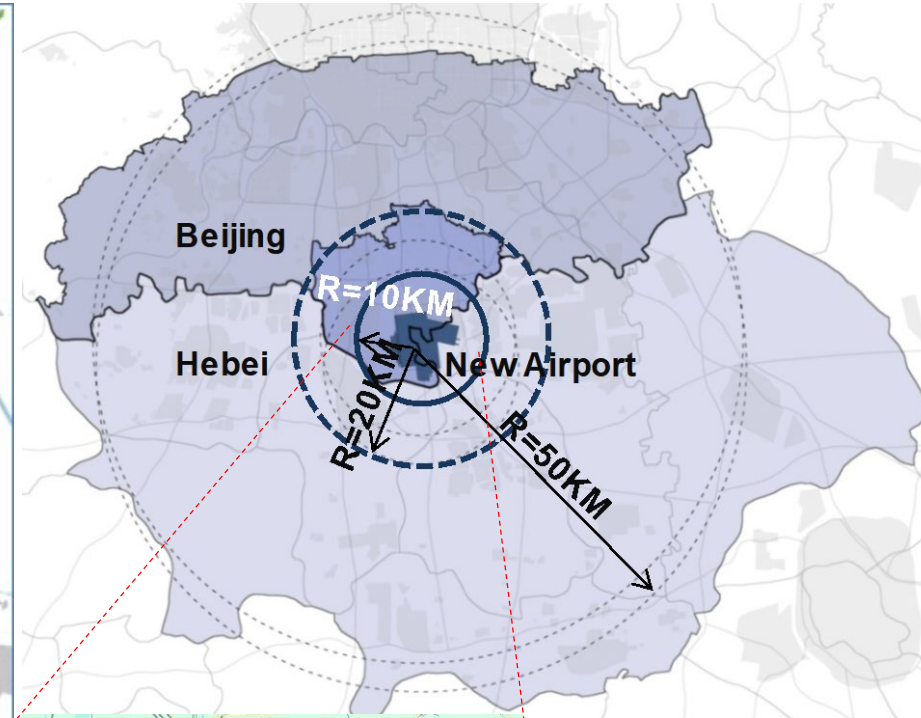 Beijing
R=10KM
Hebei
New Airport
R=20KM
R=50KM